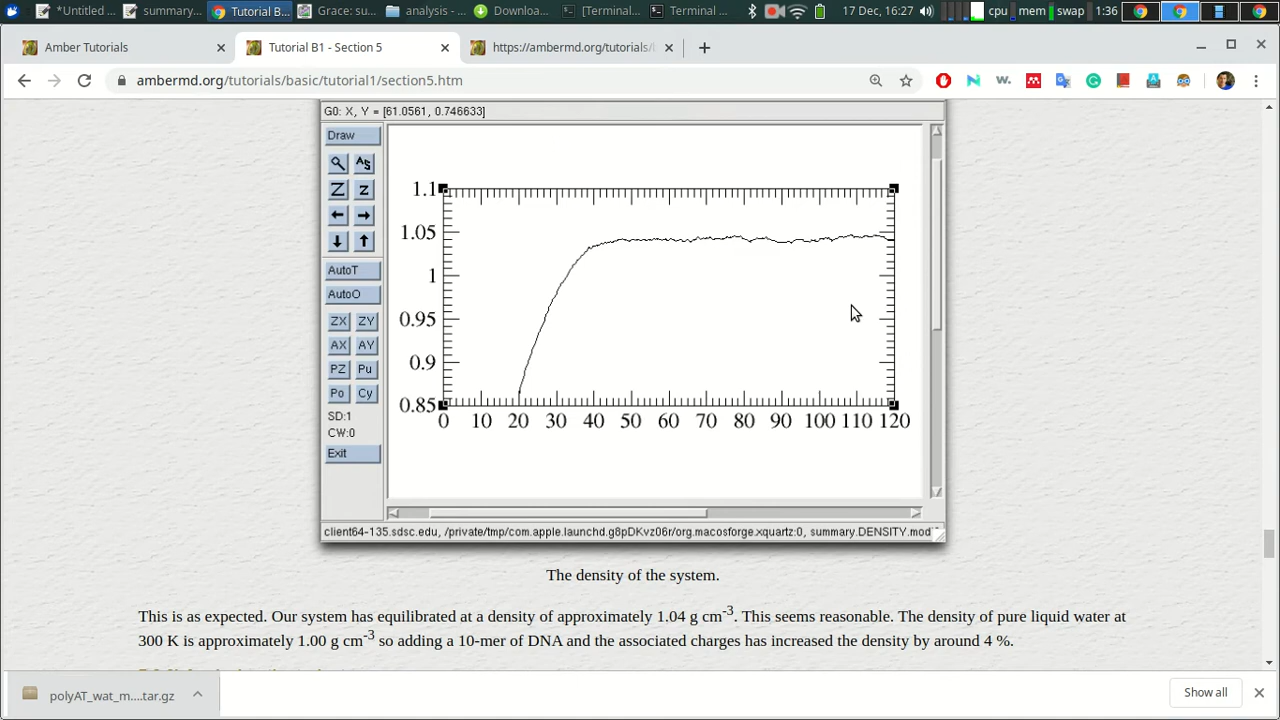 *Untitled ...
summary....
Tutorial B...
Grace: su...
analysis - ...
Downloa...
[Terminal...
Terminal ...
17 Dec, 16:27
cpu
mem
swap
1:36
Amber Tutorials
Tutorial B1 - Section 5
https://ambermd.org/tutorials/
ambermd.org/tutorials/basic/tutorial1/section5.htm
G0: X, Y = [61.0561, 0.746633]
Draw
AS
Z z
AutoT
AutoO
ZX ZY
AX AY
PZ Pu
Po Cy
SD:1
CW:0
Exit
1.1
1.05
1
0.95
0.9
0.85
0 10 20 30 40 50 60 70 80 90 100 110 120
client64-135.sdsc.edu, /private/tmp/com.apple.launchd.g8pDKvz06r/org.macosforge.xquartz:0, summary.DENSITY.mod
The density of the system.
This is as expected. Our system has equilibrated at a density of approximately 1.04 g cm-3. This seems reasonable. The density of pure liquid water at
300 K is approximately 1.00 g cm-3 so adding a 10-mer of DNA and the associated charges has increased the density by around 4 %.
polyAT_wat_m....tar.gz
Show all